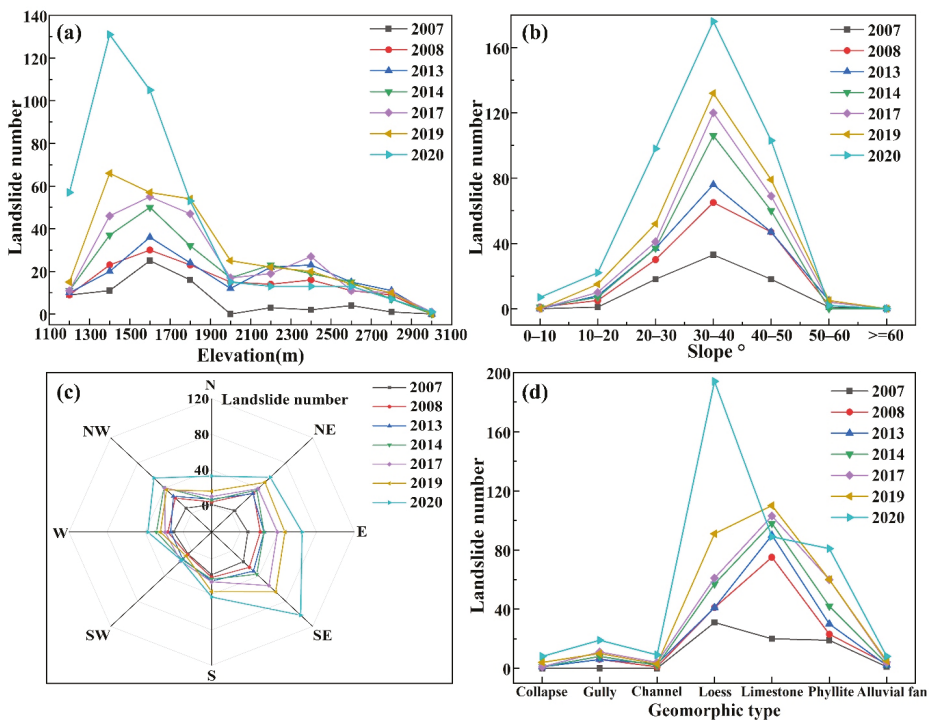 (a)
Landslide number
140
120
100
80
60
40
20
0
1100 1300 1500 1700 1900 2100 2300 2500 2700 2900 3100
Elevation(m)
2007
2008
2013
2014
2017
2019
2020
(b)
Landslide number
160
120
80
40
0
0–10 10–20 20–30 30–40 40–50 50–60 >=60
Slope °
2007
2008
2013
2014
2017
2019
2020
(c)
Landslide number
120
80
40
0
N
NE
E
SE
S
SW
W
NW
2007
2008
2013
2014
2017
2019
2020
(d)
Landslide number
200
160
120
80
40
0
Collapse Gully Channel Loess Limestone Phyllite Alluvial fan
Geomorphic type
2007
2008
2013
2014
2017
2019
2020